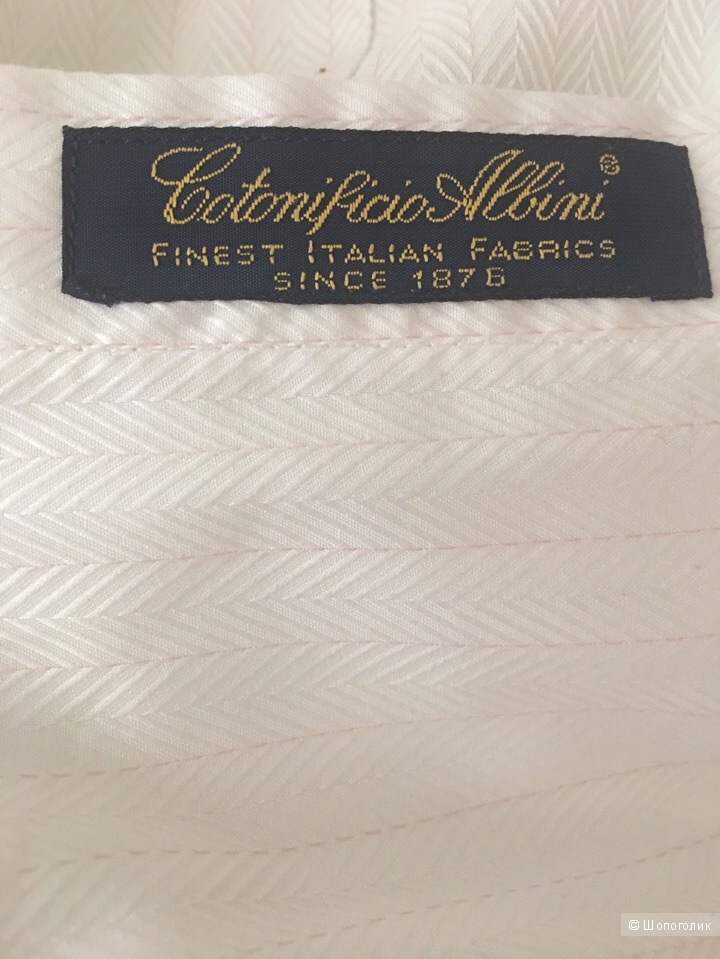 Cotonificio Albini®
FINEST ITALIAN FABRICS
SINCE 1876
© Шопоголик